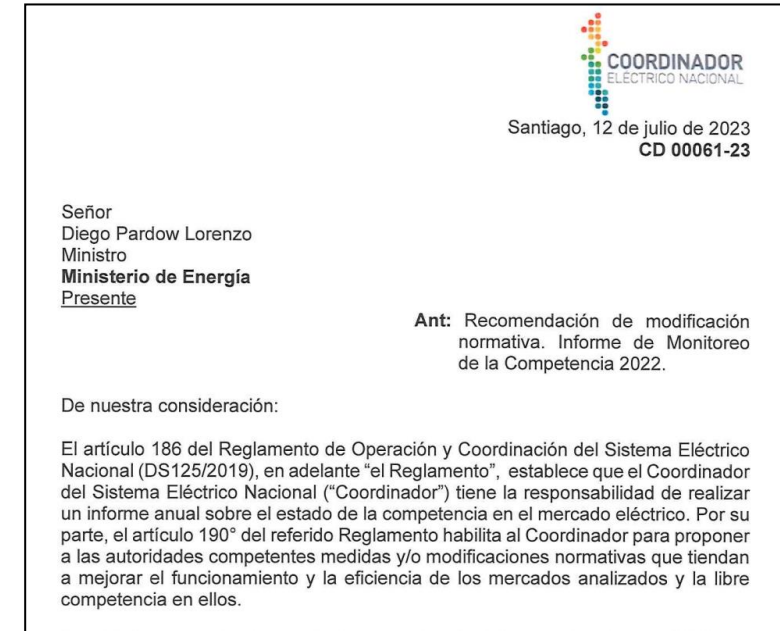 COORDINADOR
ELÉCTRICO NACIONAL
Santiago, 12 de julio de 2023
CD 00061-23
Señor
Diego Pardow Lorenzo
Ministro
Ministerio de Energía
Presente
Ant: Recomendación de modificación
normativa. Informe de Monitoreo
de la Competencia 2022.
De nuestra consideración:
El artículo 186 del Reglamento de Operación y Coordinación del Sistema Eléctrico
Nacional (DS125/2019), en adelante “el Reglamento”, establece que el Coordinador
del Sistema Eléctrico Nacional (“Coordinador”) tiene la responsabilidad de realizar
un informe anual sobre el estado de la competencia en el mercado eléctrico. Por su
parte, el artículo 190° del referido Reglamento habilita al Coordinador para proponer
a las autoridades competentes medidas y/o modificaciones normativas que tiendan
a mejorar el funcionamiento y la eficiencia de los mercados analizados y la libre
competencia en ellos.